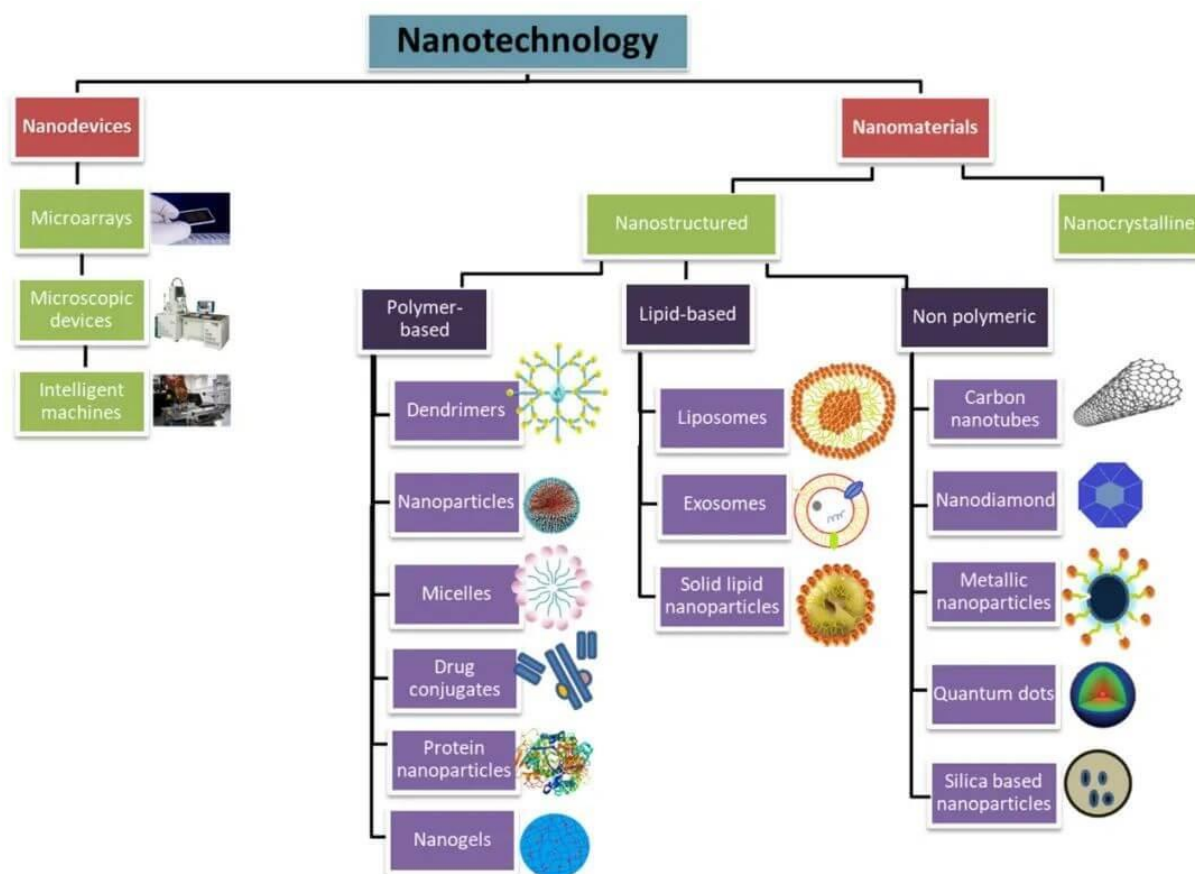 Nanotechnology
Nanodevices
Microarrays
Microscopic
devices
Intelligent
machines
Nanomaterials
Nanostructured
Nanocrystalline
Polymer-
based
Dendrimers
Nanoparticles
Micelles
Drug
conjugates
Protein
nanoparticles
Nanogels
Lipid-based
Liposomes
Exosomes
Solid lipid
nanoparticles
Non polymeric
Carbon
nanotubes
Nanodiamond
Metallic
nanoparticles
Quantum dots
Silica based
nanoparticles